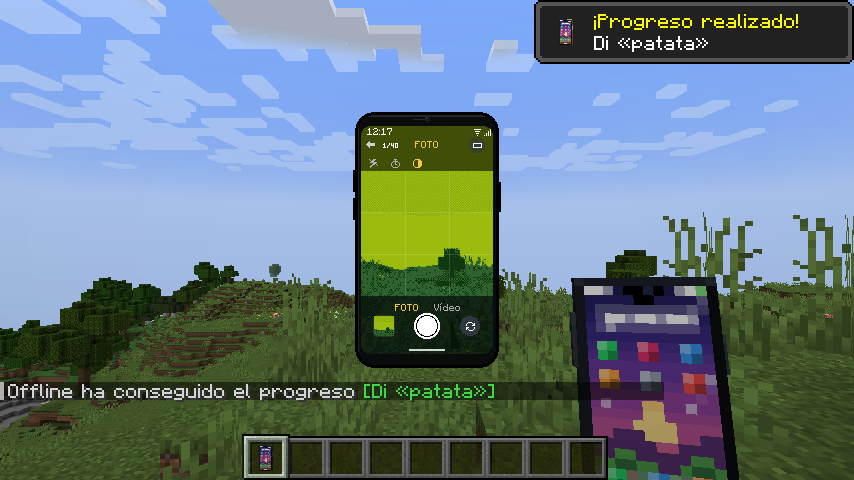 ¡Progreso realizado!
Di «patata»
12:17
1/40 FOTO
FOTO Vídeo
Offline ha conseguido el progreso [Di «patata»]